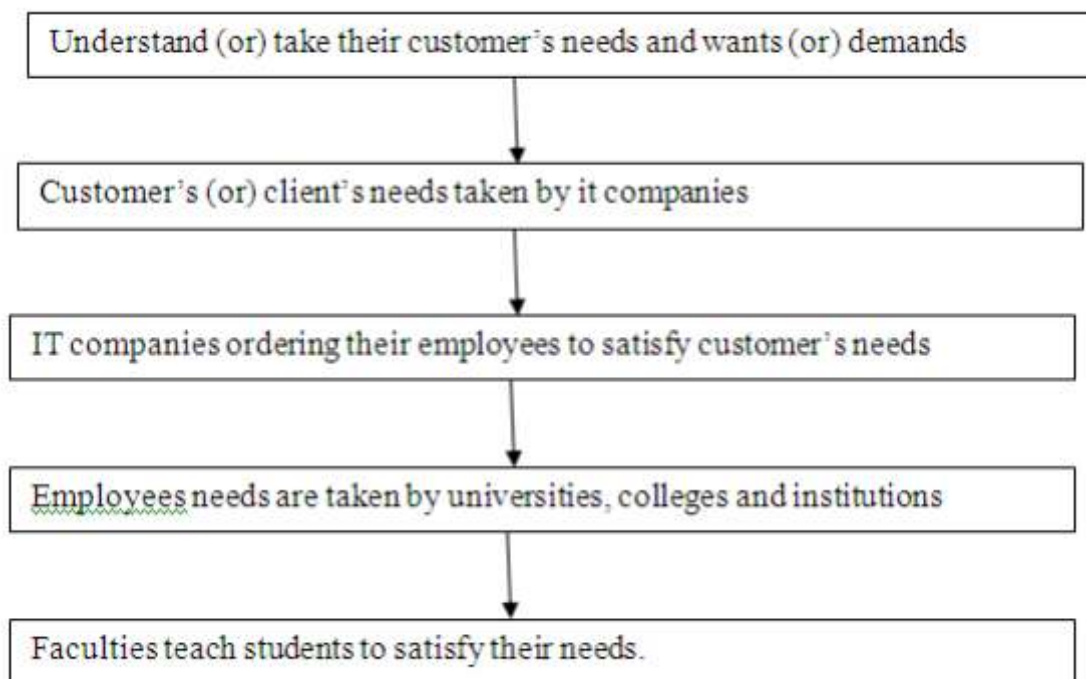 Understand (or) take their customer’s needs and wants (or) demands
Customer’s (or) client’s needs taken by it companies
IT companies ordering their employees to satisfy customer’s needs
Employees needs are taken by universities, colleges and institutions
Faculties teach students to satisfy their needs.